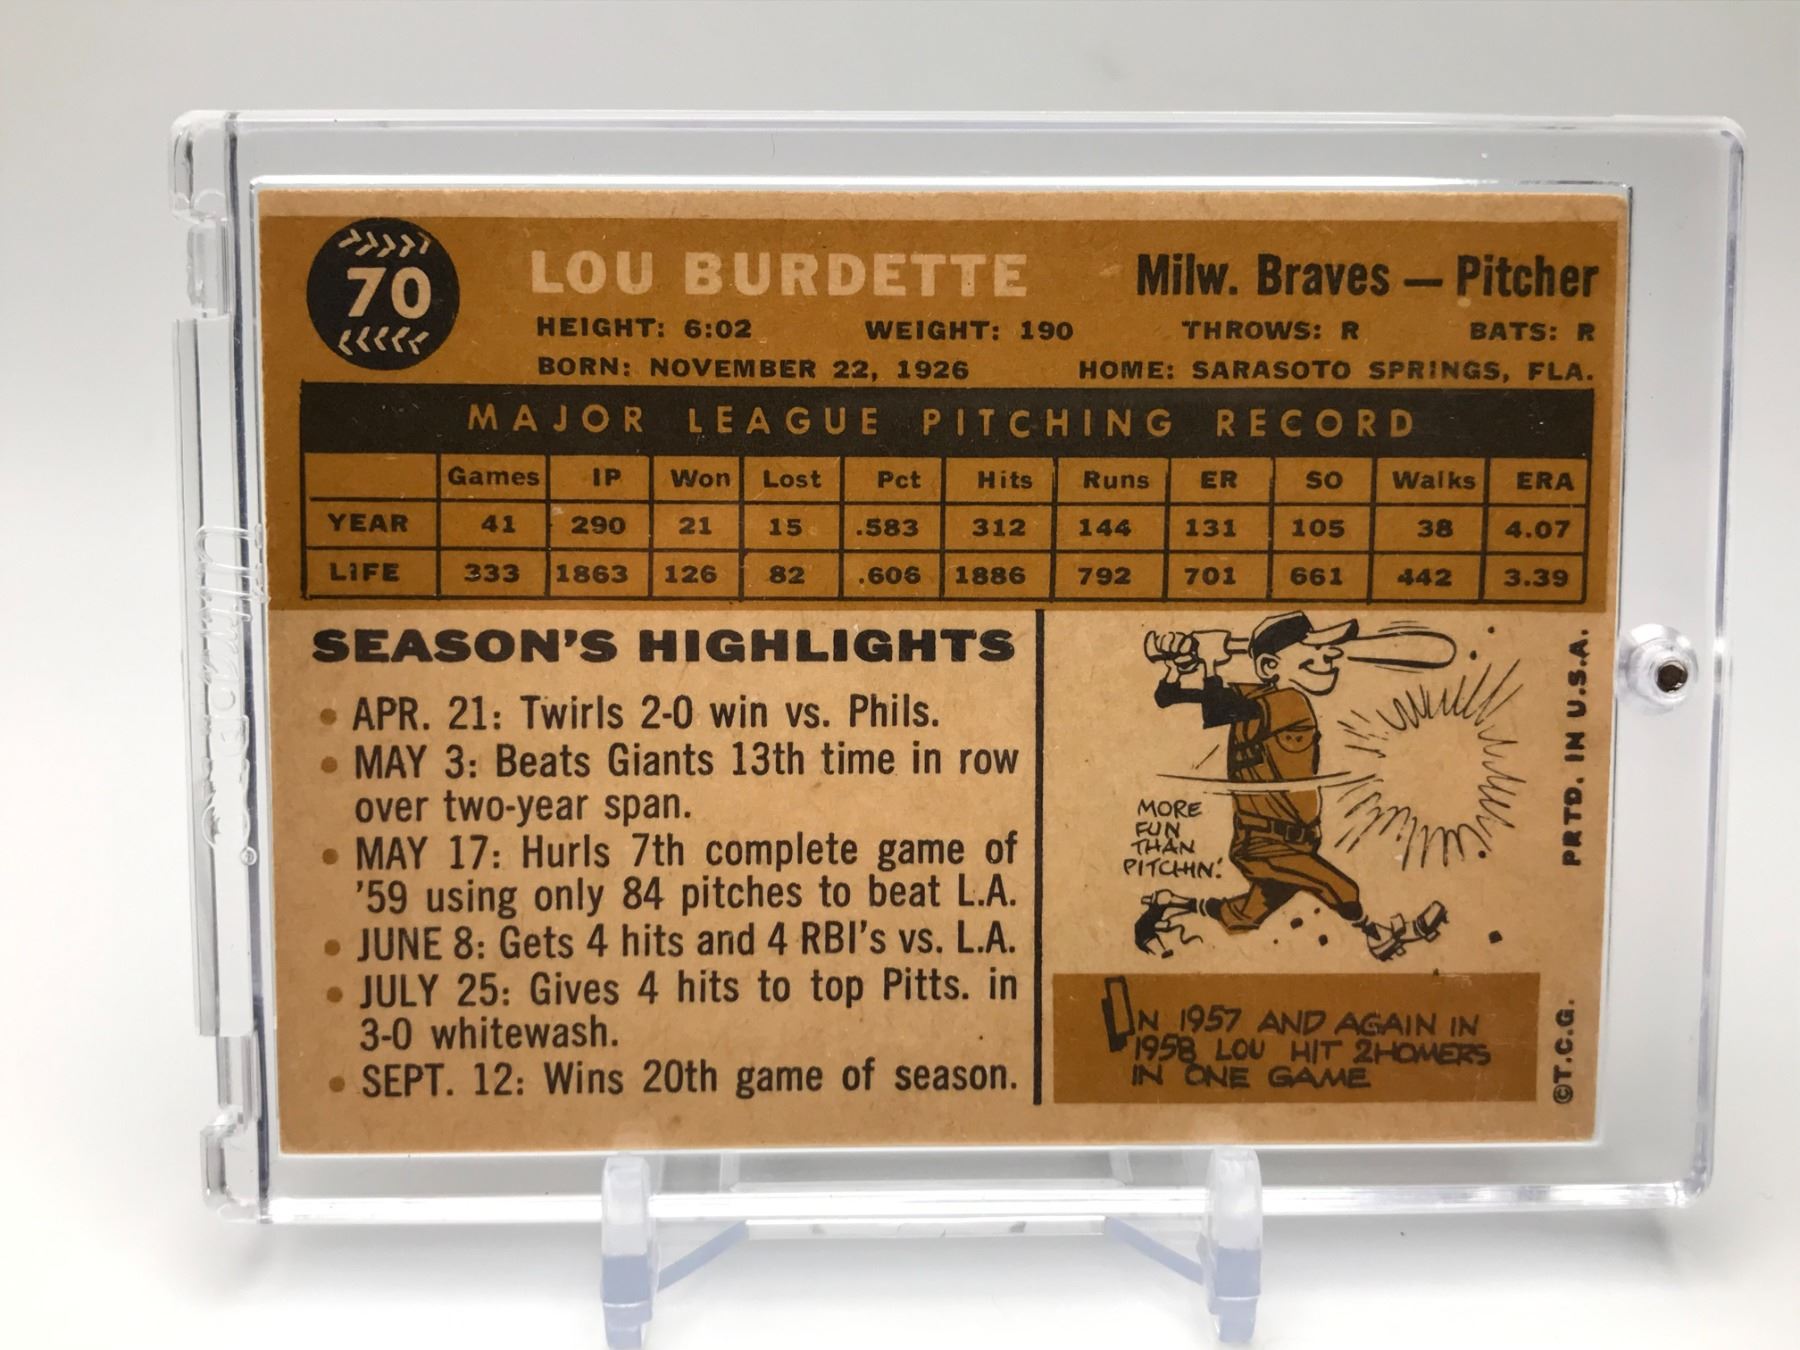 70
LOU BURDETTE
Milw. Braves — Pitcher
HEIGHT: 6:02 WEIGHT: 190 THROWS: R BATS: R
BORN: NOVEMBER 22, 1926 HOME: SARASOTO SPRINGS, FLA.
MAJOR LEAGUE PITCHING RECORD
Games IP Won Lost Pct Hits Runs ER SO Walks ERA
YEAR 41 290 21 15 .583 312 144 131 105 38 4.07
LIFE 333 1863 126 82 .606 1886 792 701 661 442 3.39
SEASON'S HIGHLIGHTS
• APR. 21: Twirls 2-0 win vs. Phils.
• MAY 3: Beats Giants 13th time in row
over two-year span.
• MAY 17: Hurls 7th complete game of
'59 using only 84 pitches to beat L.A.
• JUNE 8: Gets 4 hits and 4 RBI's vs. L.A.
• JULY 25: Gives 4 hits to top Pitts. in
3-0 whitewash.
• SEPT. 12: Wins 20th game of season.
MORE
FUN
THAN
PITCHIN'.
IN 1957 AND AGAIN IN
1958 LOU HIT 2 HOMERS
IN ONE GAME
©T.C.G. PRTD. IN U.S.A.
Ultra PRO